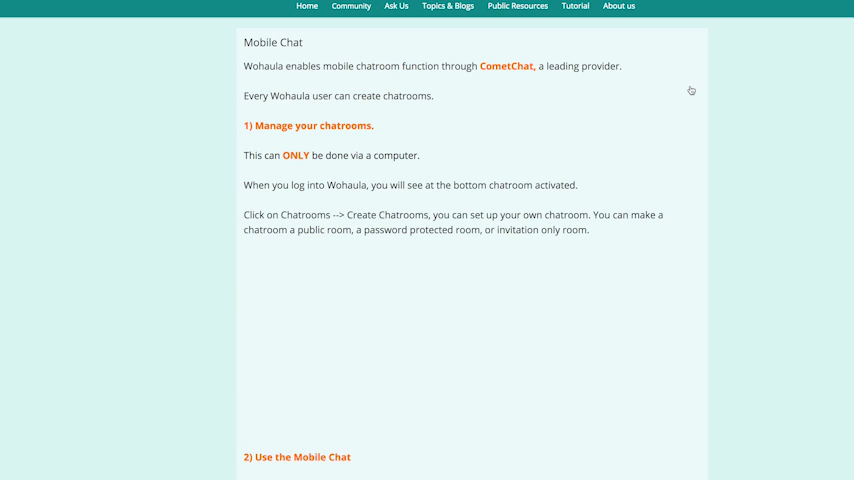 Home Community Ask Us Topics & Blogs Public Resources Tutorial About us
Mobile Chat
Wohaula enables mobile chatroom function through CometChat, a leading provider.
Every Wohaula user can create chatrooms.
1) Manage your chatrooms.
This can ONLY be done via a computer.
When you log into Wohaula, you will see at the bottom chatroom activated.
Click on Chatrooms --> Create Chatrooms, you can set up your own chatroom. You can make a
chatroom a public room, a password protected room, or invitation only room.
2) Use the Mobile Chat